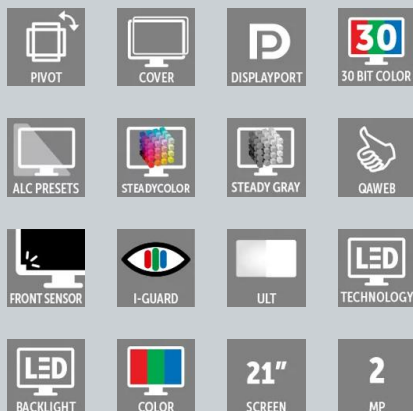 PIVOT
COVER
DISPLAYPORT
30
30 BIT COLOR
ALC PRESETS
STEADYCOLOR
STEADY GRAY
QAWEB
FRONT SENSOR
I-GUARD
ULT
LED
TECHNOLOGY
LED
BACKLIGHT
COLOR
21"
SCREEN
2
MP